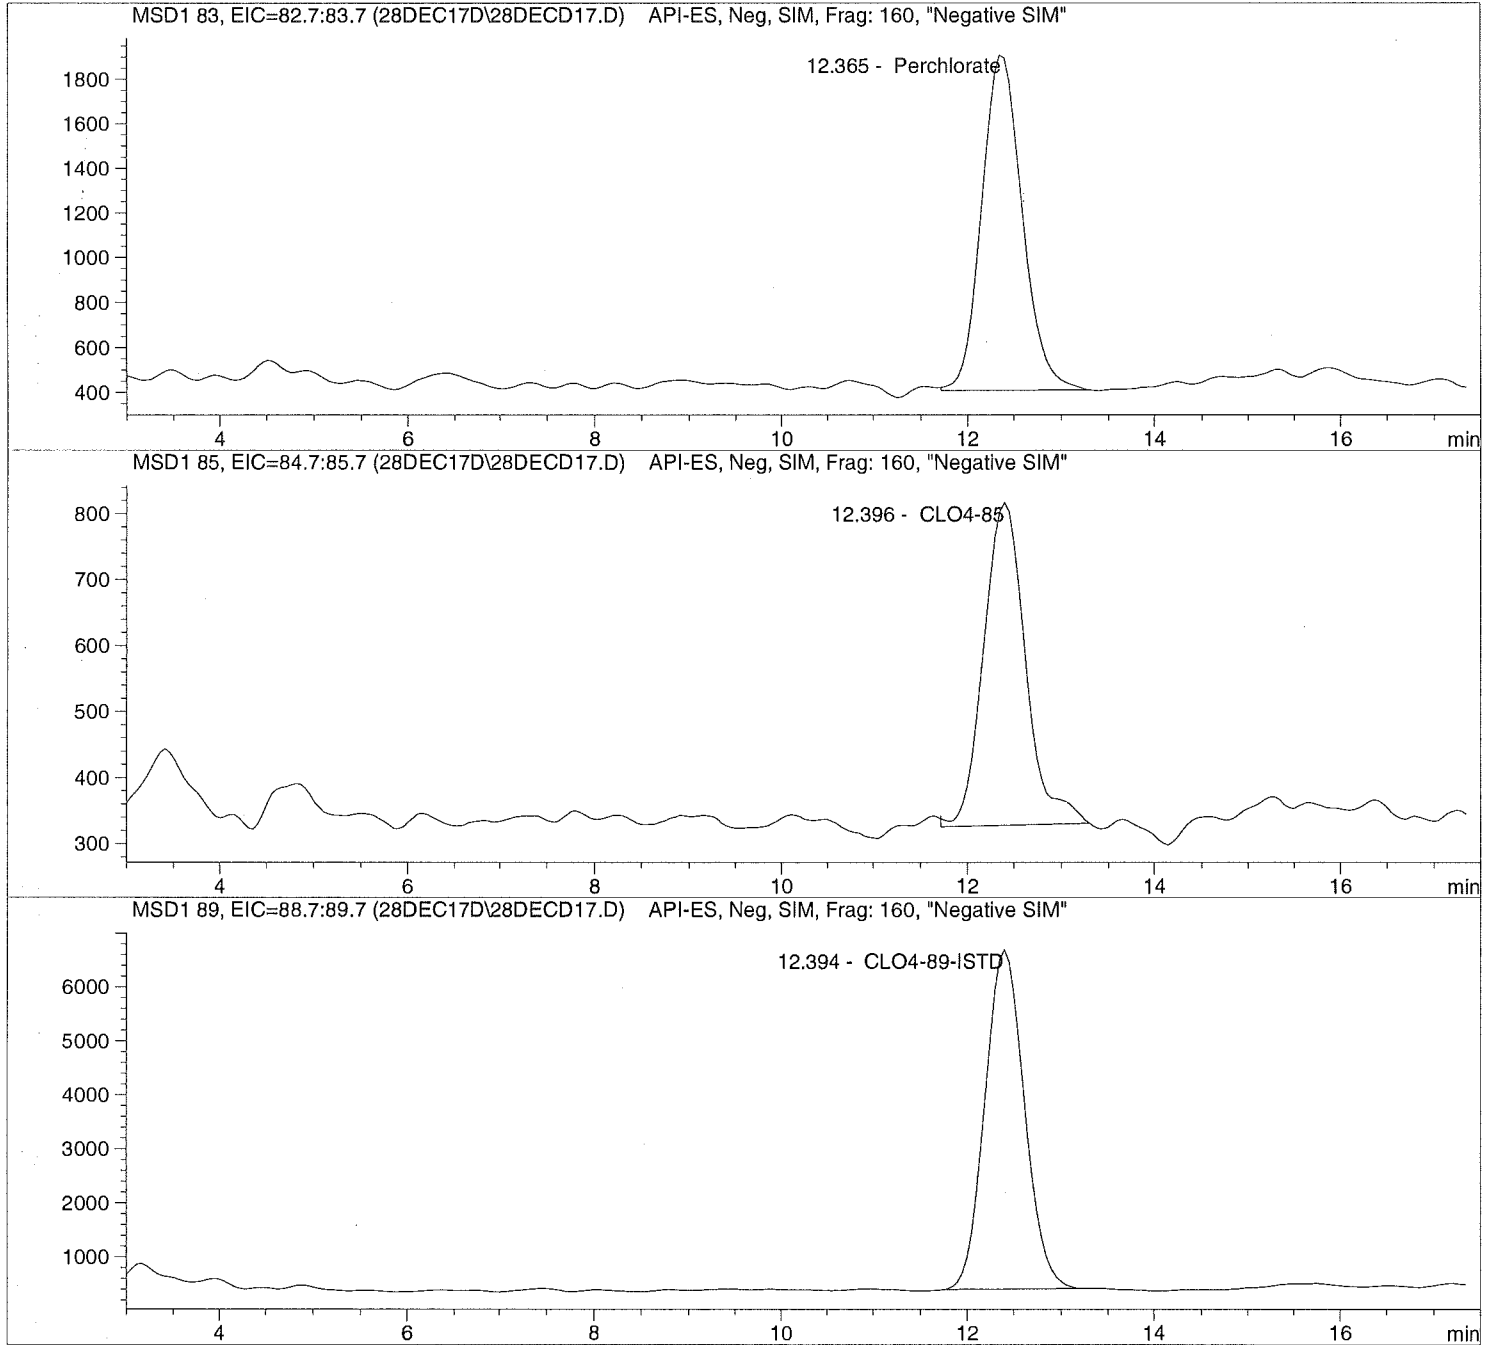 MSD1 83, EIC=82.7:83.7 (28DEC17D\28DECD17.D) API-ES, Neg, SIM, Frag: 160, "Negative SIM"
12.365 - Perchlorate
1800
1600
1400
1200
1000
800
600
400
4 6 8 10 12 14 16 min
MSD1 85, EIC=84.7:85.7 (28DEC17D\28DECD17.D) API-ES, Neg, SIM, Frag: 160, "Negative SIM"
12.396 - CLO4-85
800
700
600
500
400
300
4 6 8 10 12 14 16 min
MSD1 89, EIC=88.7:89.7 (28DEC17D\28DECD17.D) API-ES, Neg, SIM, Frag: 160, "Negative SIM"
12.394 - CLO4-89-ISTD
6000
5000
4000
3000
2000
1000
4 6 8 10 12 14 16 min